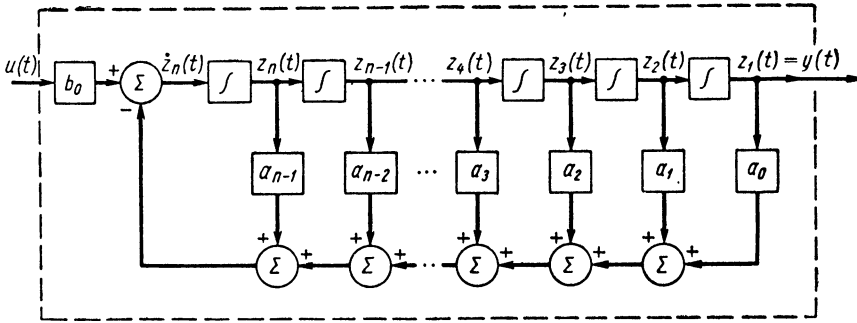 u(t) b₀ + Σ − żₙ(t) ∫ zₙ(t) ∫ zₙ₋₁(t) ... z₄(t) ∫ z₃(t) ∫ z₂(t) ∫ z₁(t) = y(t)
aₙ₋₁ aₙ₋₂ ... a₃ a₂ a₁ a₀
+ Σ + + Σ + ... + Σ + + Σ + + Σ +